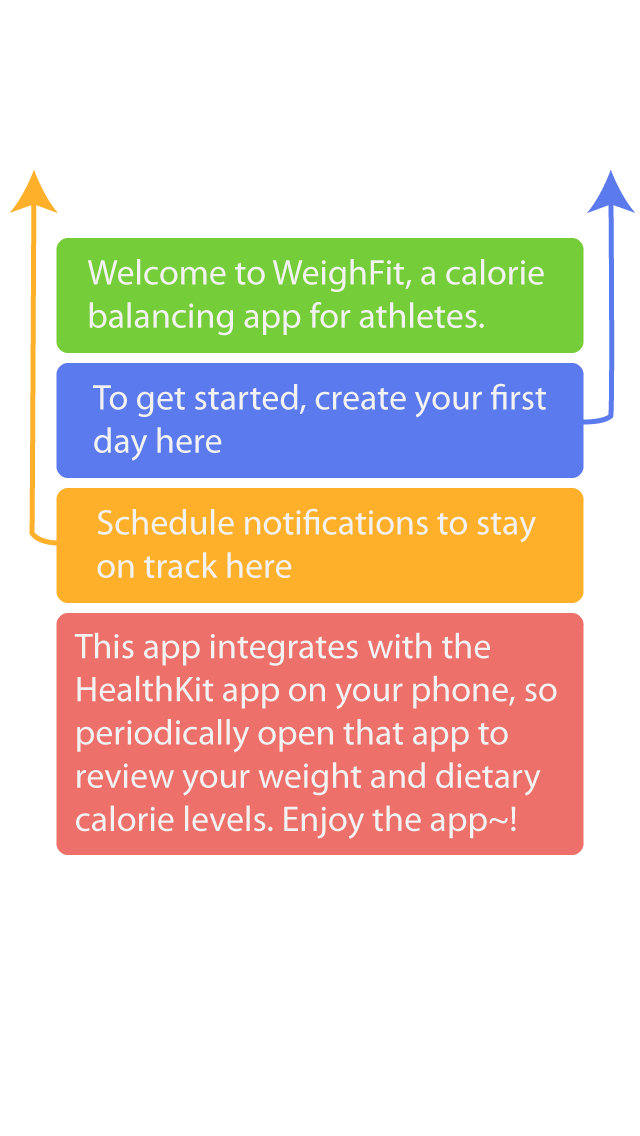 Welcome to WeighFit, a calorie
balancing app for athletes.
To get started, create your first
day here
Schedule notifications to stay
on track here
This app integrates with the
HealthKit app on your phone, so
periodically open that app to
review your weight and dietary
calorie levels. Enjoy the app~!